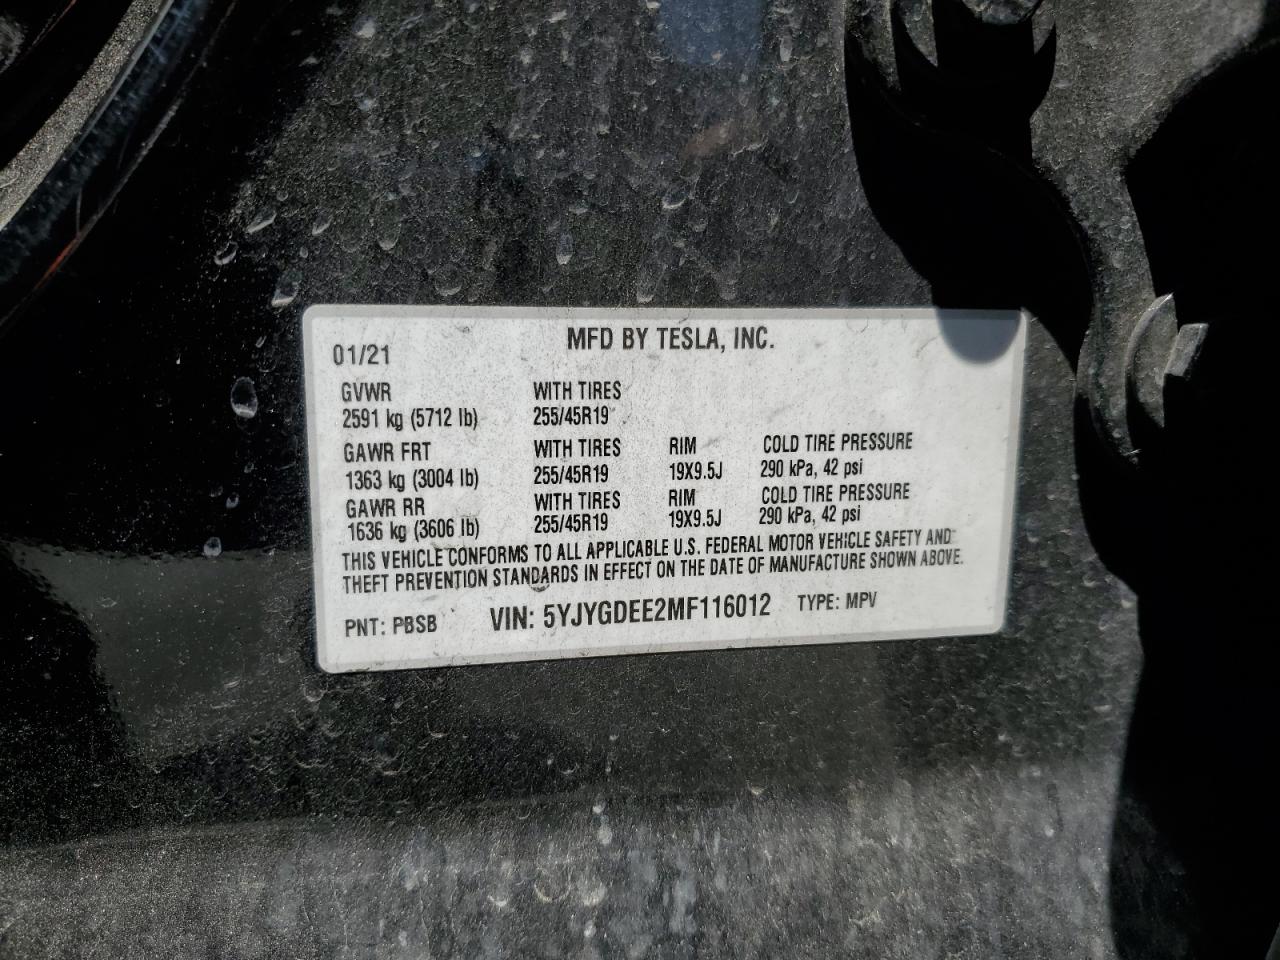 MFD BY TESLA, INC.
01/21
GVWR WITH TIRES
2591 kg (5712 lb) 255/45R19
GAWR FRT WITH TIRES RIM COLD TIRE PRESSURE
1363 kg (3004 lb) 255/45R19 19X9.5J 290 kPa, 42 psi
GAWR RR WITH TIRES RIM COLD TIRE PRESSURE
1636 kg (3606 lb) 255/45R19 19X9.5J 290 kPa, 42 psi
THIS VEHICLE CONFORMS TO ALL APPLICABLE U.S. FEDERAL MOTOR VEHICLE SAFETY AND
THEFT PREVENTION STANDARDS IN EFFECT ON THE DATE OF MANUFACTURE SHOWN ABOVE.
PNT: PBSB VIN: 5YJYGDEE2MF116012 TYPE: MPV